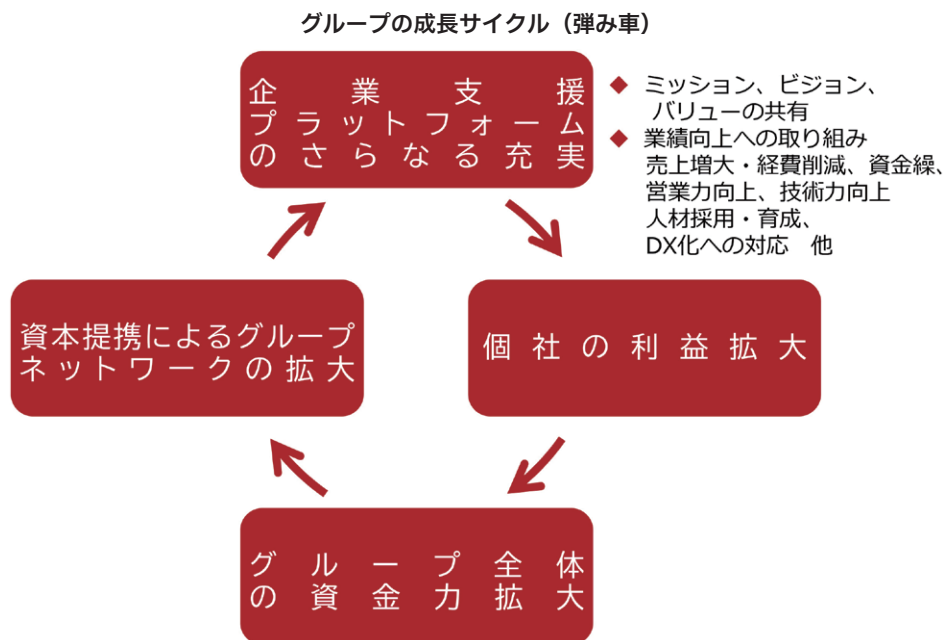 グループの成長サイクル（弾み車）
企業支援
プラットフォーム
のさらなる充実
◆ ミッション、ビジョン、
バリューの共有
◆ 業績向上への取り組み
売上増大・経費削減、資金繰、
営業力向上、技術力向上
人材採用・育成、
DX化への対応　他
資本提携によるグループ
ネットワークの拡大
個社の利益拡大
グループ全体
の資金力拡大